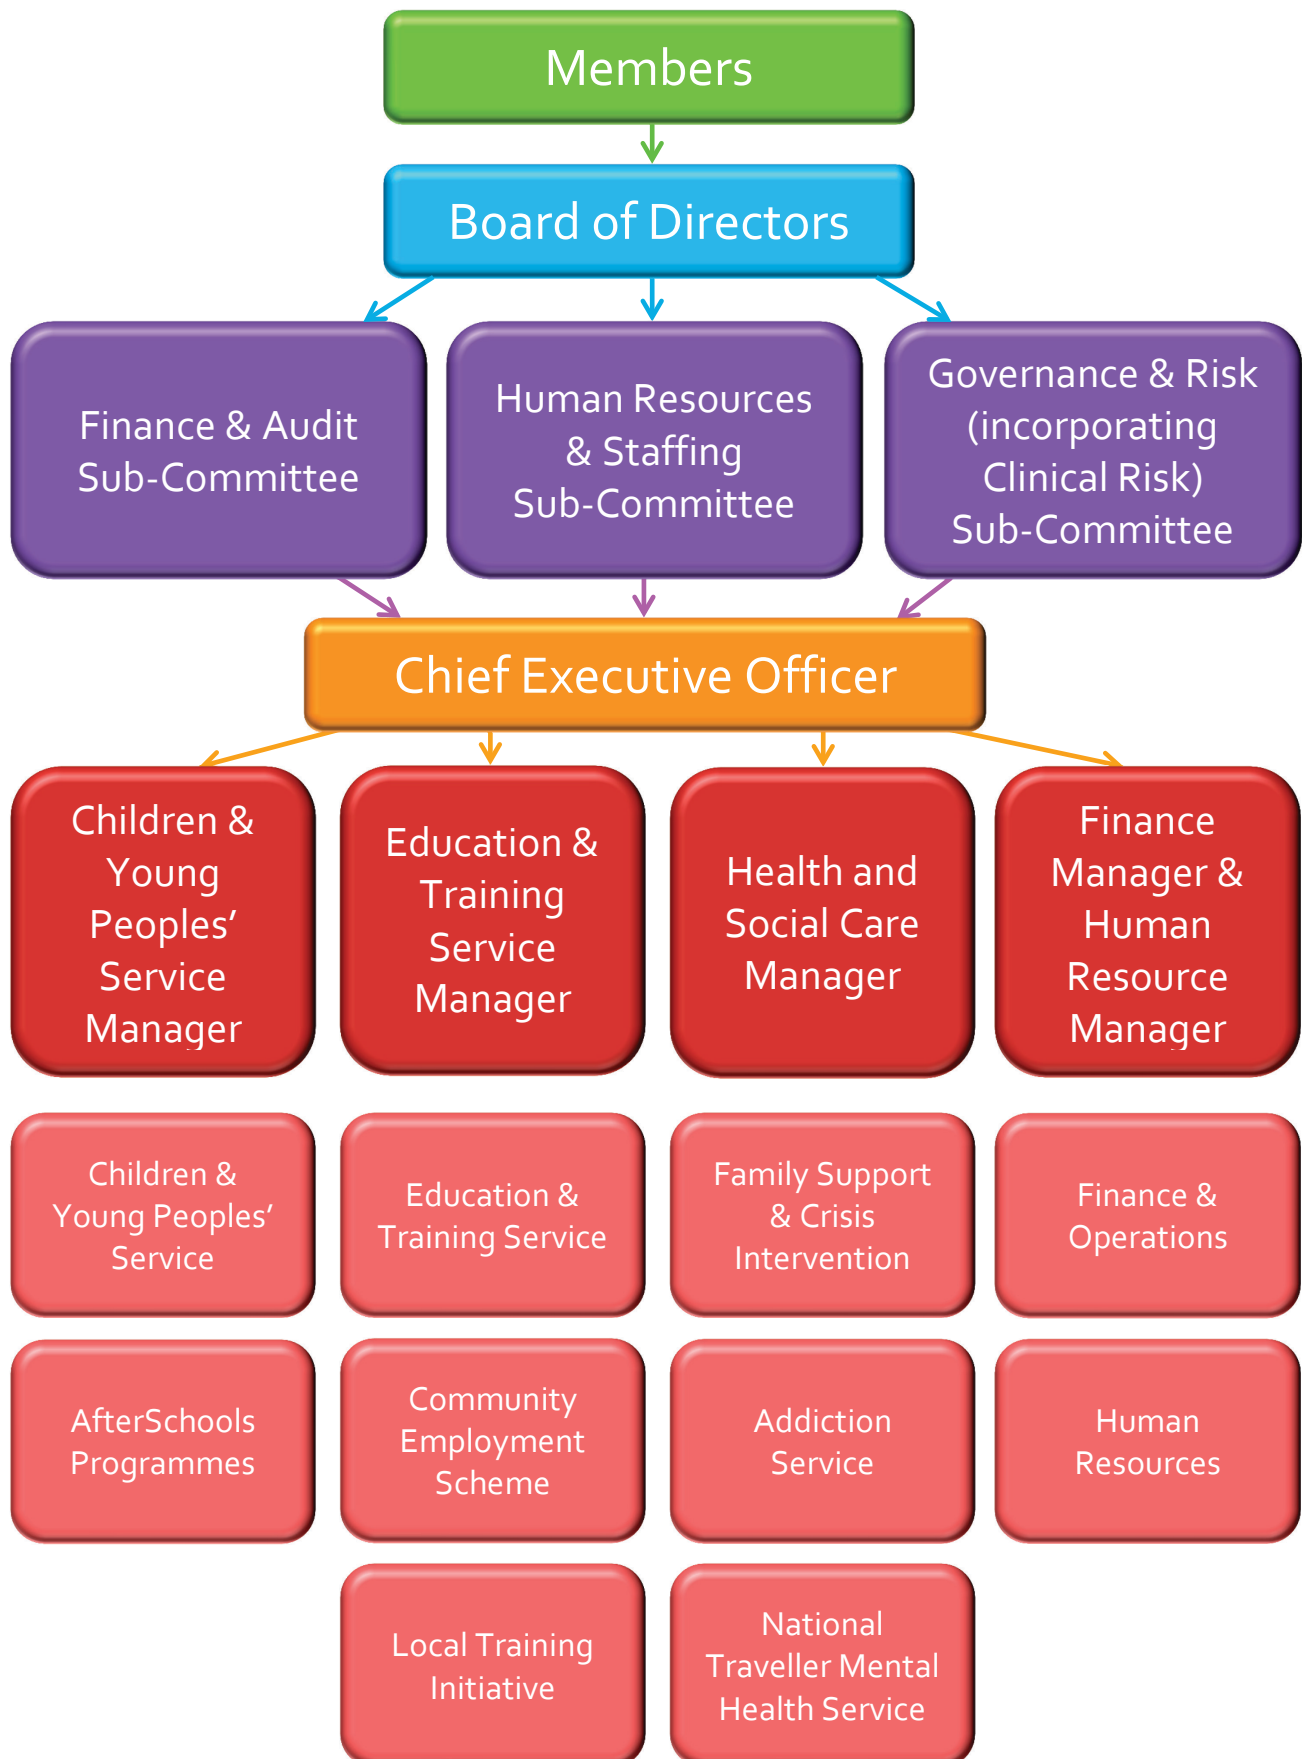 Members
Board of Directors
Finance & Audit
Sub-Committee
Human Resources
& Staffing
Sub-Committee
Governance & Risk
(incorporating
Clinical Risk)
Sub-Committee
Chief Executive Officer
Children &
Young
Peoples’
Service
Manager
Education &
Training
Service
Manager
Health and
Social Care
Manager
Finance
Manager &
Human
Resource
Manager
Children &
Young Peoples’
Service
Education &
Training Service
Family Support
& Crisis
Intervention
Finance &
Operations
AfterSchools
Programmes
Community
Employment
Scheme
Addiction
Service
Human
Resources
Local Training
Initiative
National
Traveller Mental
Health Service